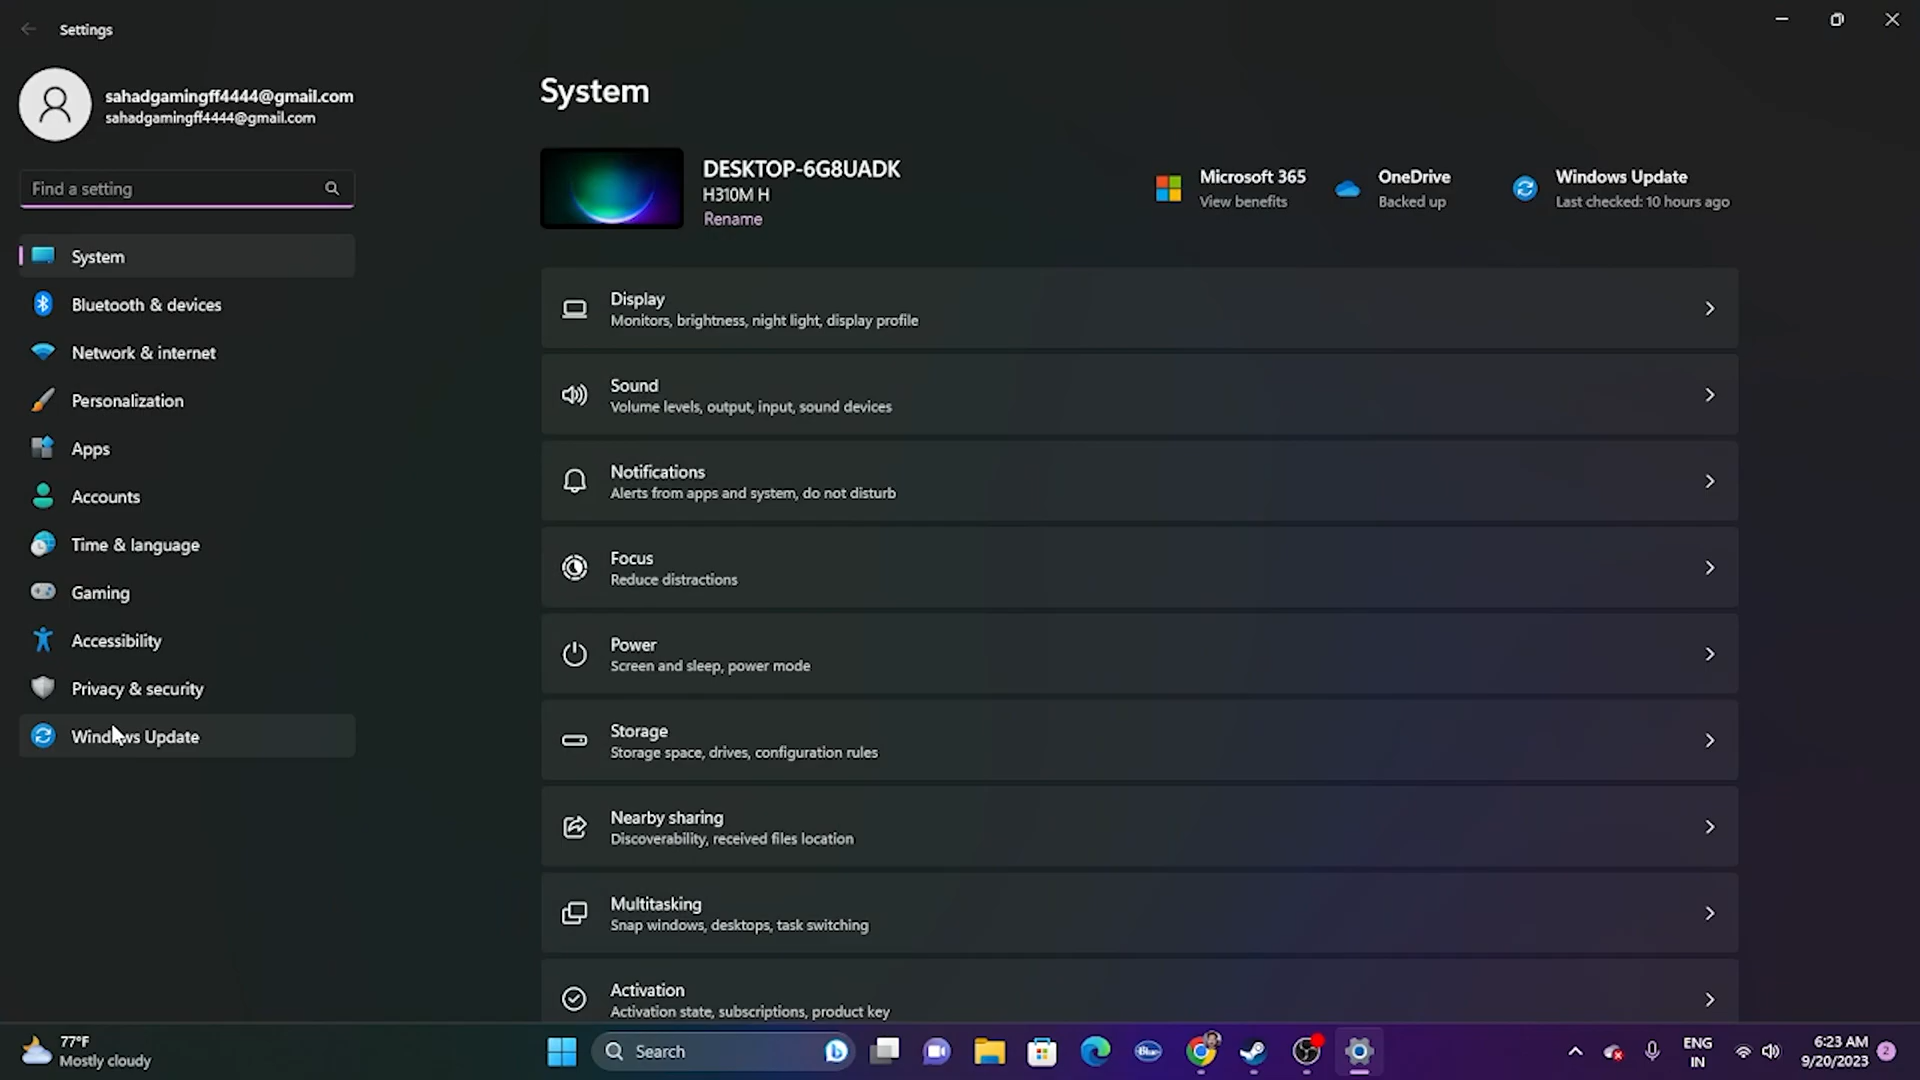 Settings
sahadgamingff4444@gmail.com
sahadgamingff4444@gmail.com
Find a setting
System
Bluetooth & devices
Network & internet
Personalization
Apps
Accounts
Time & language
Gaming
Accessibility
Privacy & security
Windows Update
System
DESKTOP-6G8UADK
H310M H
Rename
Microsoft 365
View benefits
OneDrive
Backed up
Windows Update
Last checked: 10 hours ago
Display
Monitors, brightness, night light, display profile
Sound
Volume levels, output, input, sound devices
Notifications
Alerts from apps and system, do not disturb
Focus
Reduce distractions
Power
Screen and sleep, power mode
Storage
Storage space, drives, configuration rules
Nearby sharing
Discoverability, received files location
Multitasking
Snap windows, desktops, task switching
Activation
Activation state, subscriptions, product key
77°F
Mostly cloudy
Search
Blue
ENG
IN
6:23 AM
9/20/2023
2